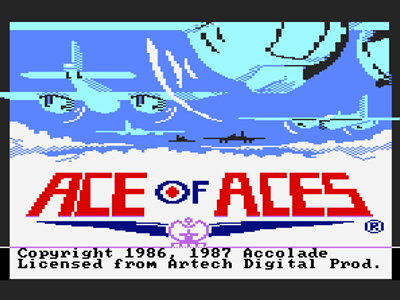 ACE OF ACES
®
Copyright 1986, 1987 Accolade
Licensed from Artech Digital Prod.